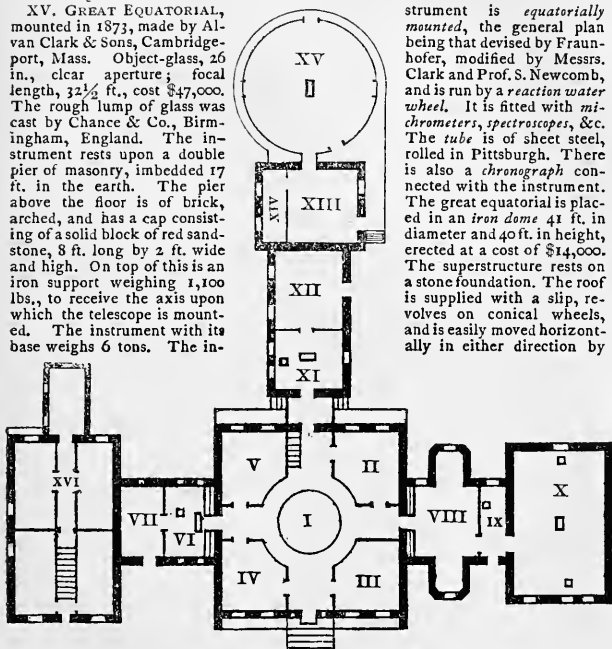 XV. GREAT EQUATORIAL,
mounted in 1873, made by Al-
van Clark & Sons, Cambridge-
port, Mass. Object-glass, 26
in., clear aperture; focal
length, 32½ ft., cost $47,000.
The rough lump of glass was
cast by Chance & Co., Birm-
ingham, England. The in-
strument rests upon a double
pier of masonry, imbedded 17
ft. in the earth. The pier
above the floor is of brick,
arched, and has a cap consist-
ing of a solid block of red sand-
stone, 8 ft. long by 2 ft. wide
and high. On top of this is an
iron support weighing 1,100
lbs., to receive the axis upon
which the telescope is mount-
ed. The instrument with its
base weighs 6 tons. The in-
strument is equatorially
mounted, the general plan
being that devised by Fraun-
hofer, modified by Messrs.
Clark and Prof. S. Newcomb,
and is run by a reaction water
wheel. It is fitted with mi-
chrometers, spectroscopes, &c.
The tube is of sheet steel,
rolled in Pittsburgh. There
is also a chronograph con-
nected with the instrument.
The great equatorial is plac-
ed in an iron dome 41 ft. in
diameter and 40 ft. in height,
erected at a cost of $14,000.
The superstructure rests on
a stone foundation. The roof
is supplied with a slip, re-
volves on conical wheels,
and is easily moved horizont-
ally in either direction by
XV
XIV
XIII
XII
XI
XVI
V
II
X
VII
VI
I
VIII
IX
IV
III